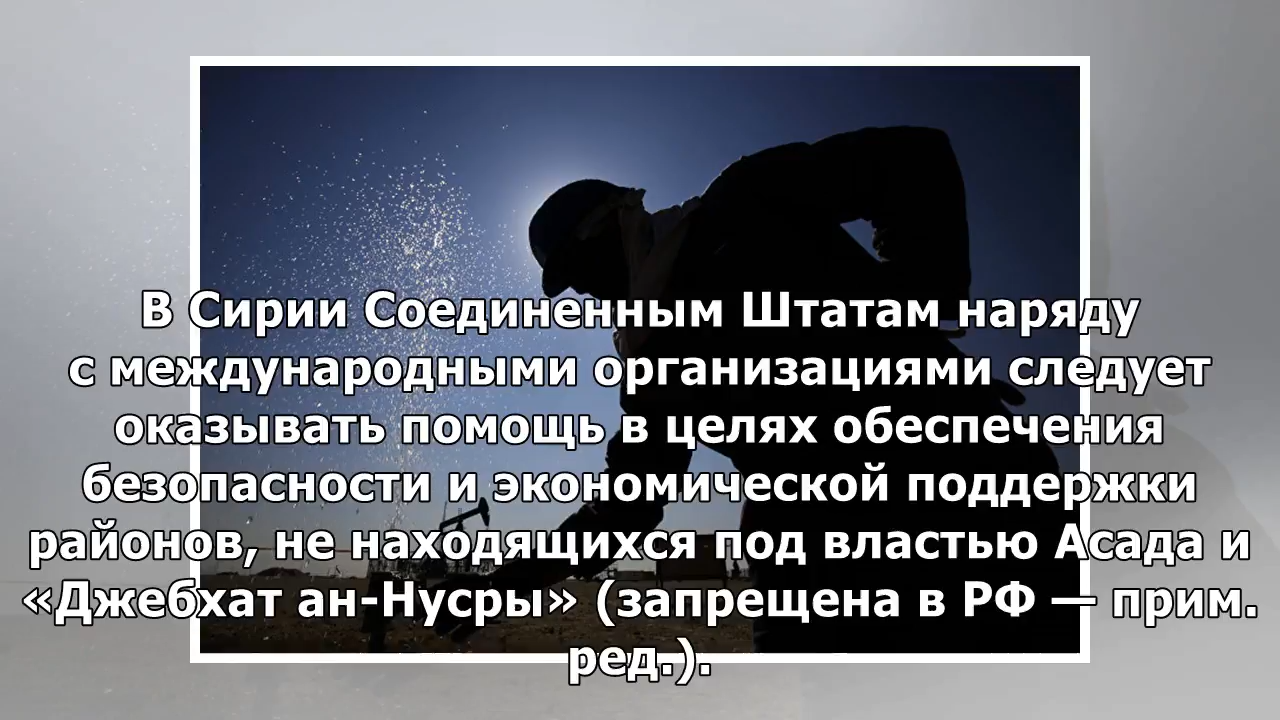 В Сирии Соединенным Штатам наряду
с международными организациями следует
оказывать помощь в целях обеспечения
безопасности и экономической поддержки
районов, не находящихся под властью Асада и
«Джебхат ан-Нусры» (запрещена в РФ — прим.
ред.).